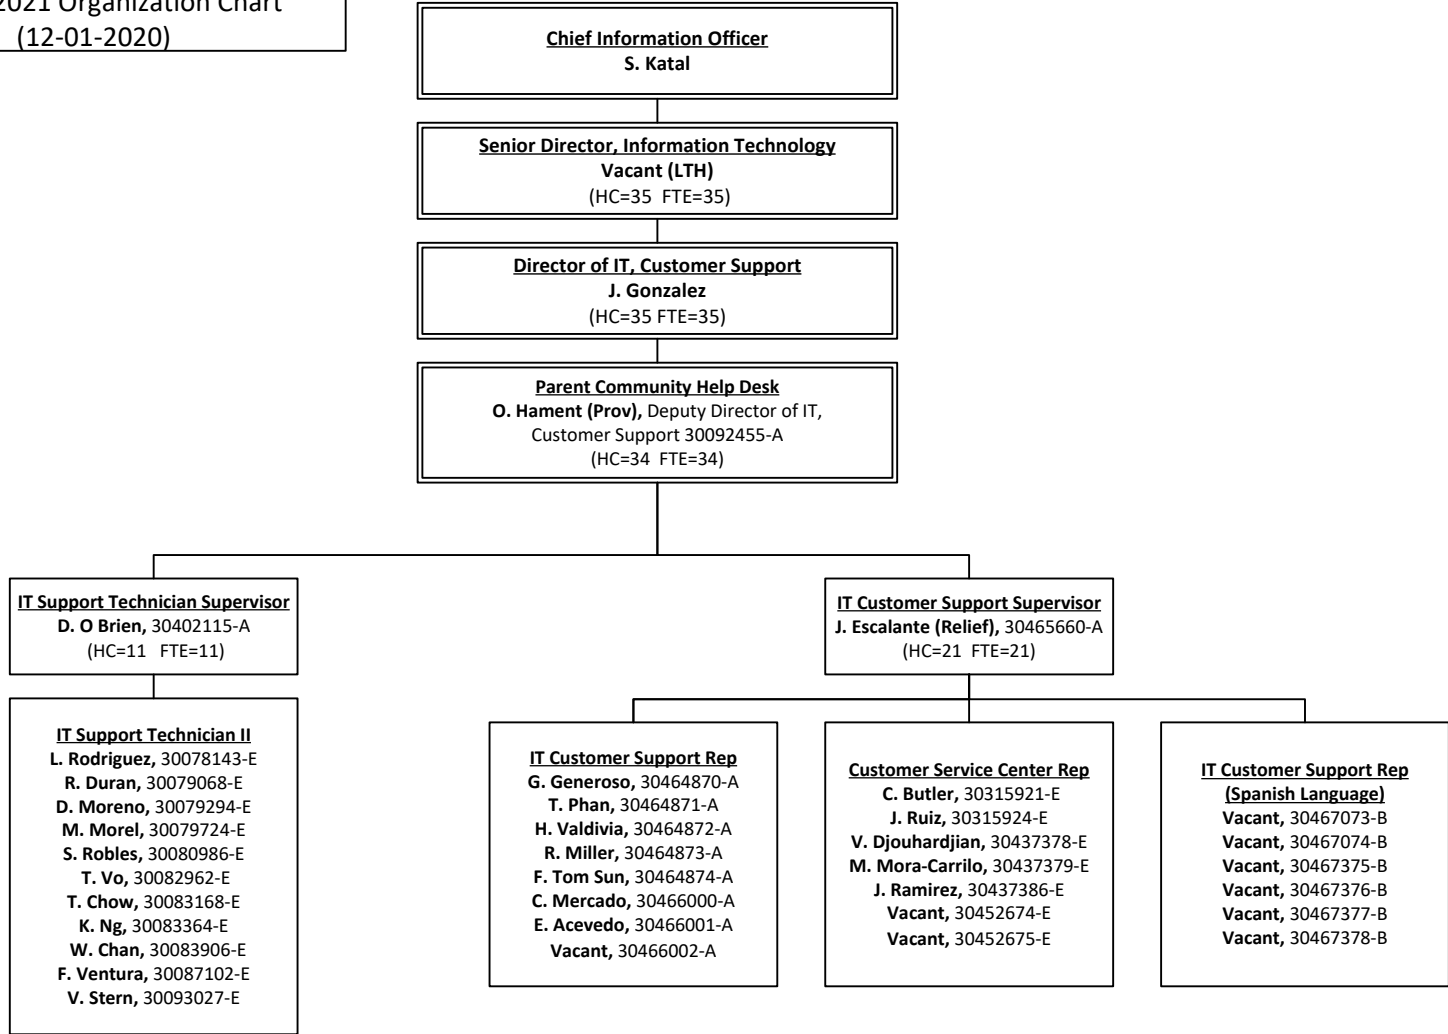 2021 Organization Chart
(12-01-2020)
Chief Information Officer
S. Katal
Senior Director, Information Technology
Vacant (LTH)
(HC=35 FTE=35)
Director of IT, Customer Support
J. Gonzalez
(HC=35 FTE=35)
Parent Community Help Desk
O. Hament (Prov), Deputy Director of IT,
Customer Support 30092455-A
(HC=34 FTE=34)
IT Support Technician Supervisor
D. O Brien, 30402115-A
(HC=11 FTE=11)
IT Customer Support Supervisor
J. Escalante (Relief), 30465660-A
(HC=21 FTE=21)
IT Support Technician II
L. Rodriguez, 30078143-E
R. Duran, 30079068-E
D. Moreno, 30079294-E
M. Morel, 30079724-E
S. Robles, 30080986-E
T. Vo, 30082962-E
T. Chow, 30083168-E
K. Ng, 30083364-E
W. Chan, 30083906-E
F. Ventura, 30087102-E
V. Stern, 30093027-E
IT Customer Support Rep
G. Generoso, 30464870-A
T. Phan, 30464871-A
H. Valdivia, 30464872-A
R. Miller, 30464873-A
F. Tom Sun, 30464874-A
C. Mercado, 30466000-A
E. Acevedo, 30466001-A
Vacant, 30466002-A
Customer Service Center Rep
C. Butler, 30315921-E
J. Ruiz, 30315924-E
V. Djouhardjian, 30437378-E
M. Mora-Carrilo, 30437379-E
J. Ramirez, 30437386-E
Vacant, 30452674-E
Vacant, 30452675-E
IT Customer Support Rep
(Spanish Language)
Vacant, 30467073-B
Vacant, 30467074-B
Vacant, 30467375-B
Vacant, 30467376-B
Vacant, 30467377-B
Vacant, 30467378-B